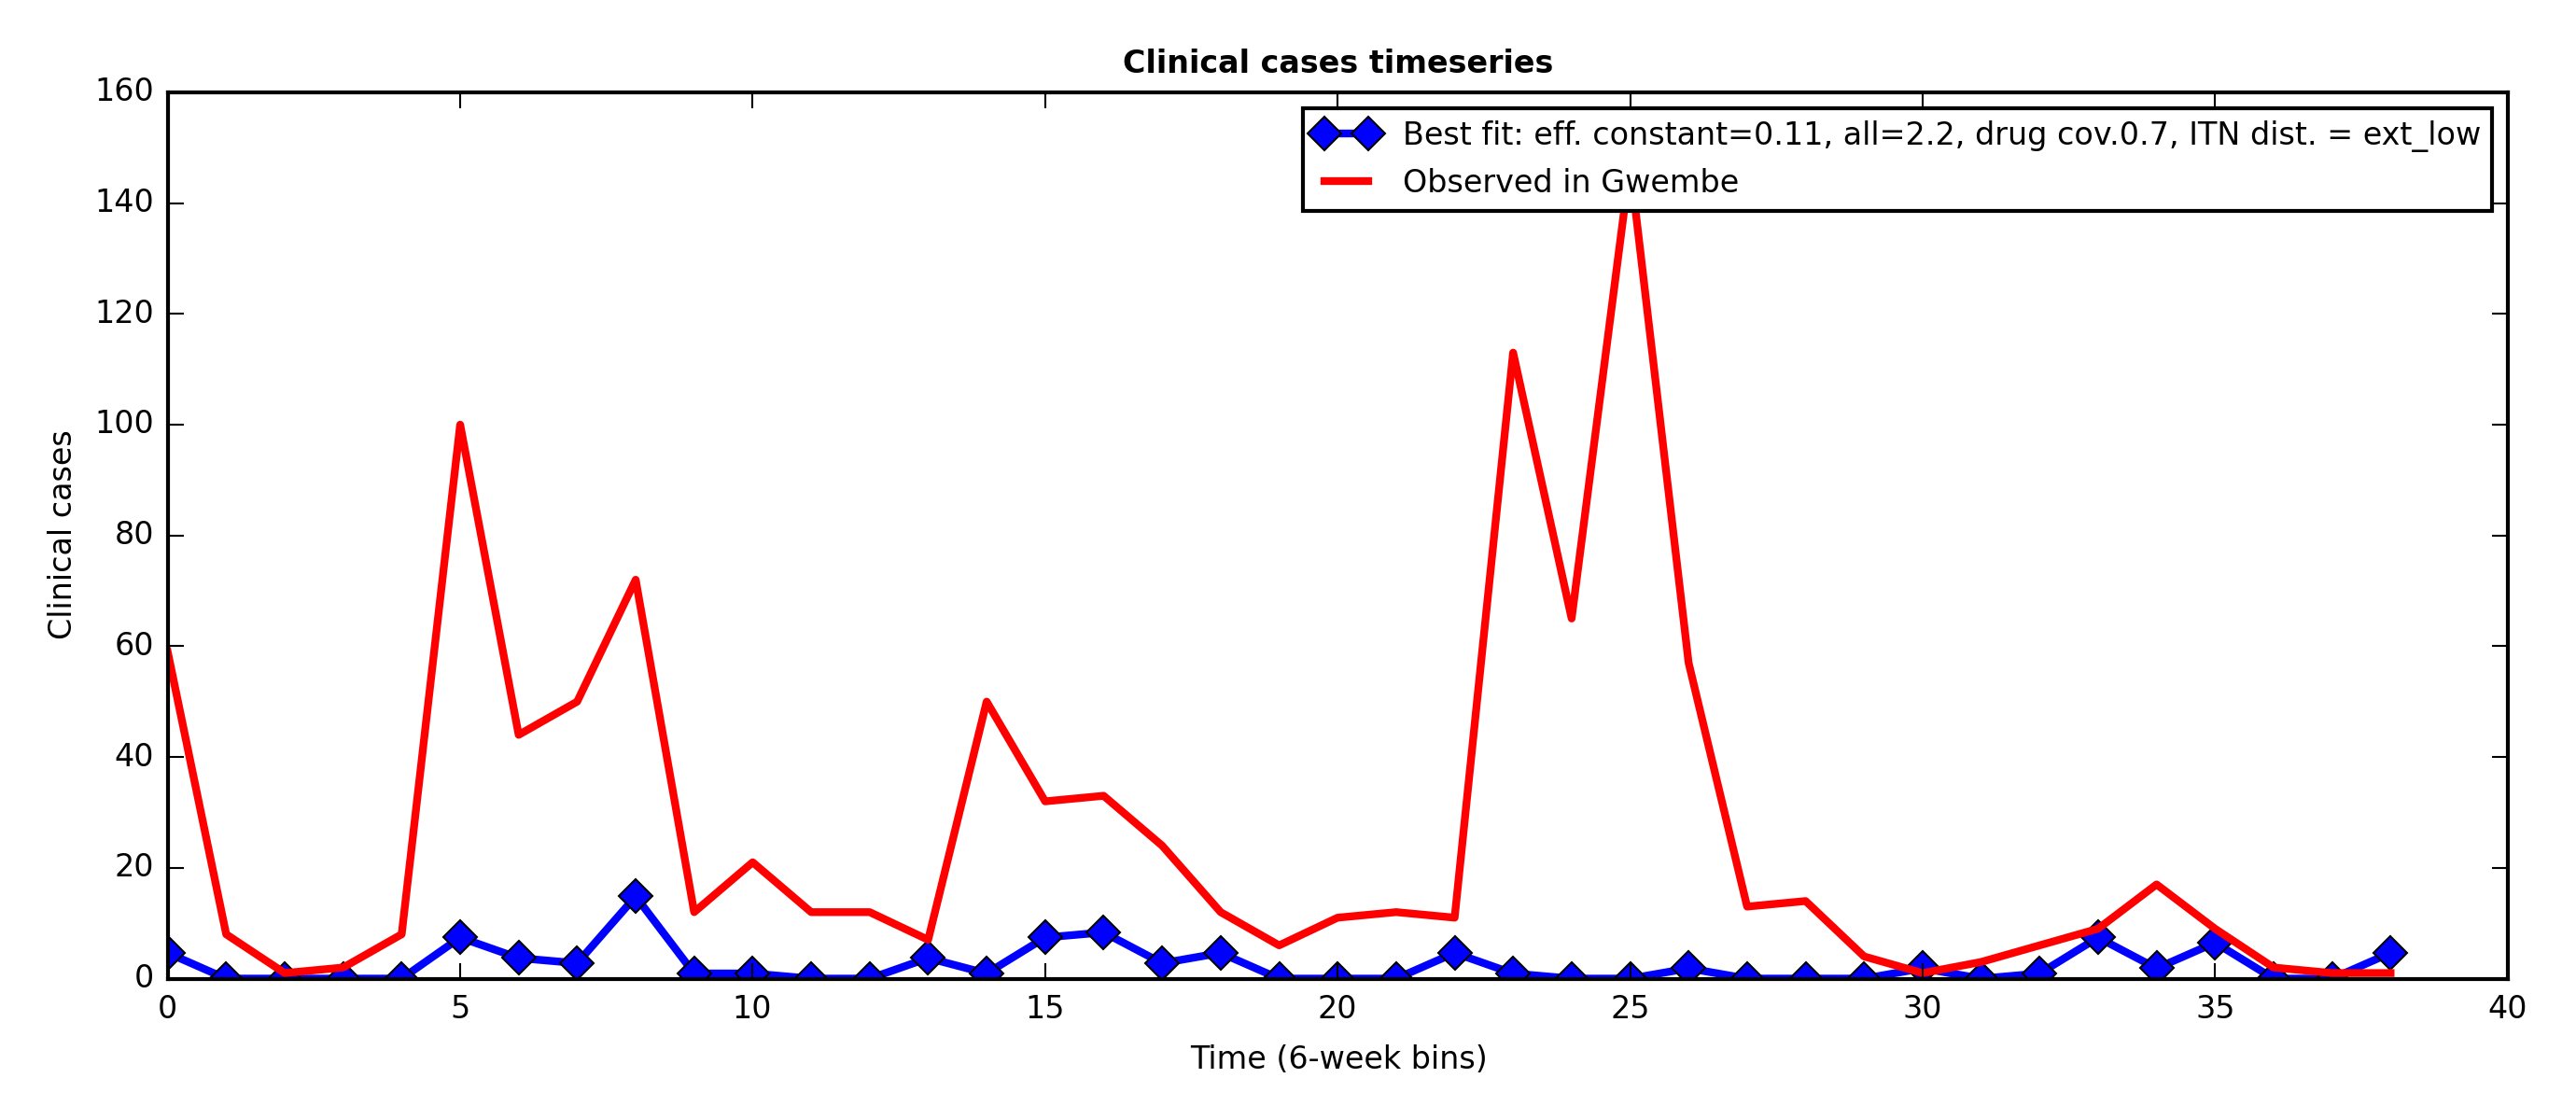 Clinical cases timeseries
160
140
120
100
80
60
40
20
0
Clinical cases
Best fit: eff. constant=0.11, all=2.2, drug cov.0.7, ITN dist. = ext_low
Observed in Gwembe
0 5 10 15 20 25 30 35 40
Time (6-week bins)